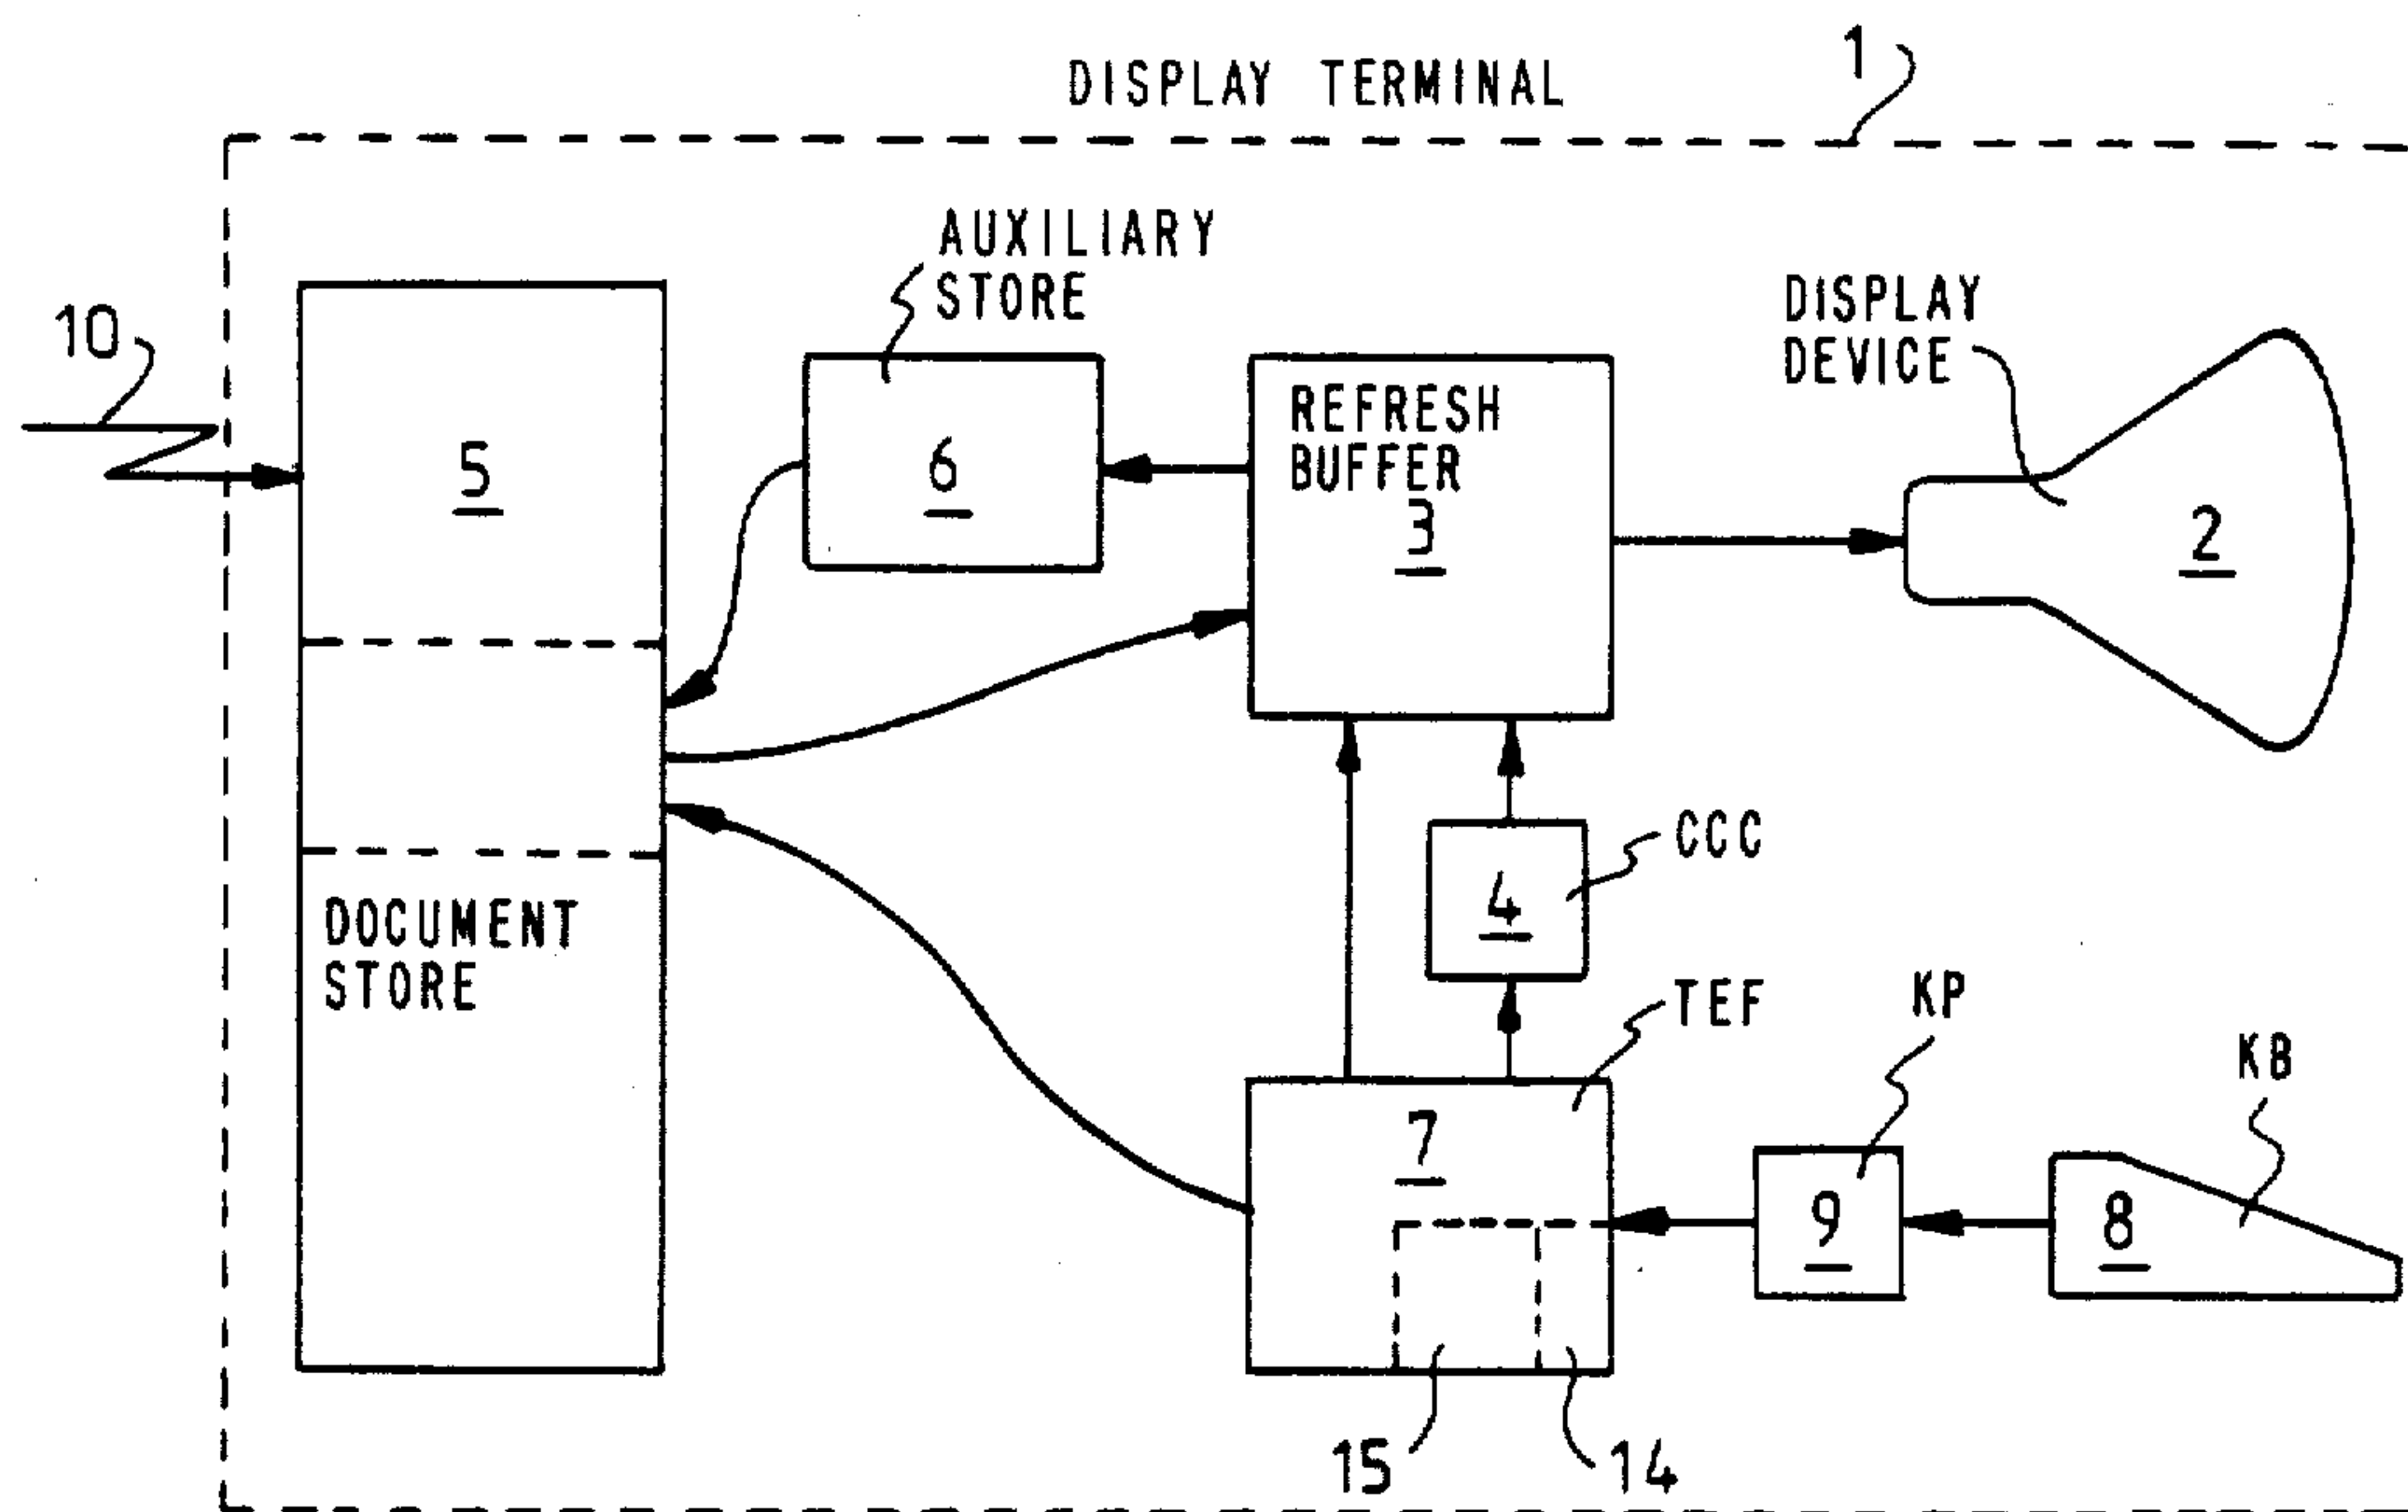 1
DISPLAY TERMINAL
AUXILIARY
STORE
DISPLAY
DEVICE
10
REFRESH
BUFFER
5
6
3
2
CCC
4
DOCUMENT
STORE
TEF
KP
KB
7
9
8
15
14